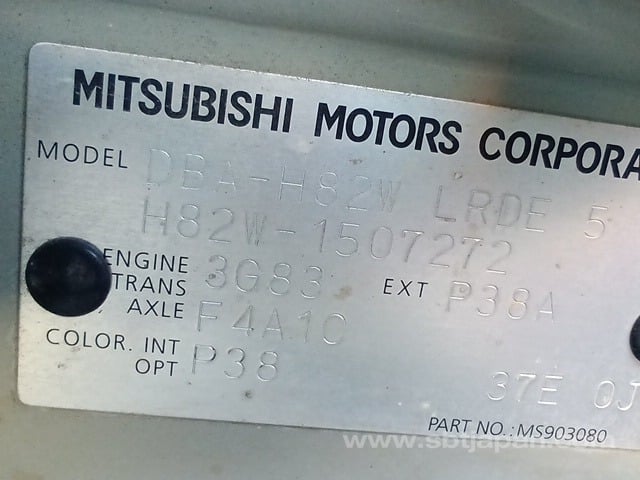 MITSUBISHI MOTORS CORPORA
MODEL DBA-H82W LRDE 5
H82W-1507272
ENGINE 3G83 EXT P38A
TRANS
AXLE F4A1C
COLOR. INT P38
OPT 37E 0J
PART NO.: MS903080
www.sbtjapan.com